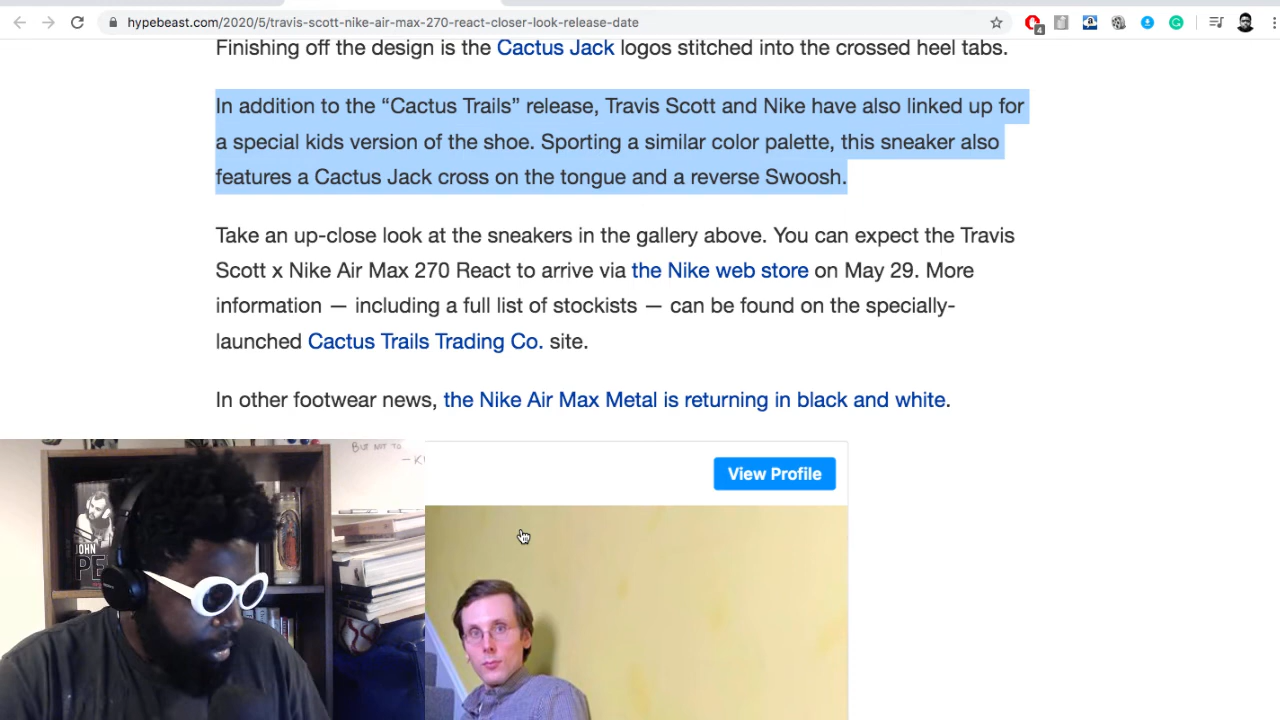 hypebeast.com/2020/5/travis-scott-nike-air-max-270-react-closer-look-release-date
4
Finishing off the design is the Cactus Jack logos stitched into the crossed heel tabs.
In addition to the “Cactus Trails” release, Travis Scott and Nike have also linked up for
a special kids version of the shoe. Sporting a similar color palette, this sneaker also
features a Cactus Jack cross on the tongue and a reverse Swoosh.
Take an up-close look at the sneakers in the gallery above. You can expect the Travis
Scott x Nike Air Max 270 React to arrive via the Nike web store on May 29. More
information — including a full list of stockists — can be found on the specially-
launched Cactus Trails Trading Co. site.
In other footwear news, the Nike Air Max Metal is returning in black and white.
BUT NOT TO
View Profile
JOHN